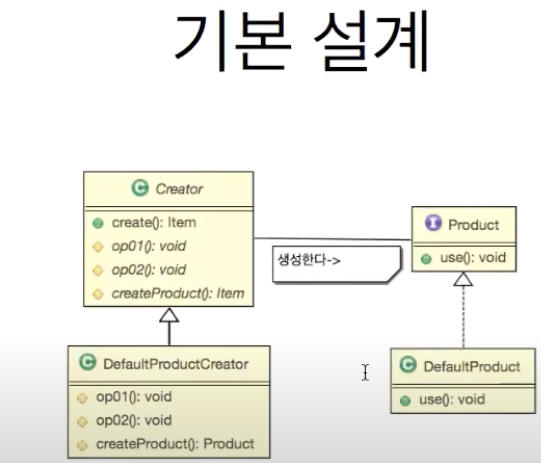 기본 설계
C Creator
create(): Item
op01(): void
op02(): void
createProduct(): Item
생성한다->
I Product
use(): void
C DefaultProductCreator
op01(): void
op02(): void
createProduct(): Product
C DefaultProduct
use(): void